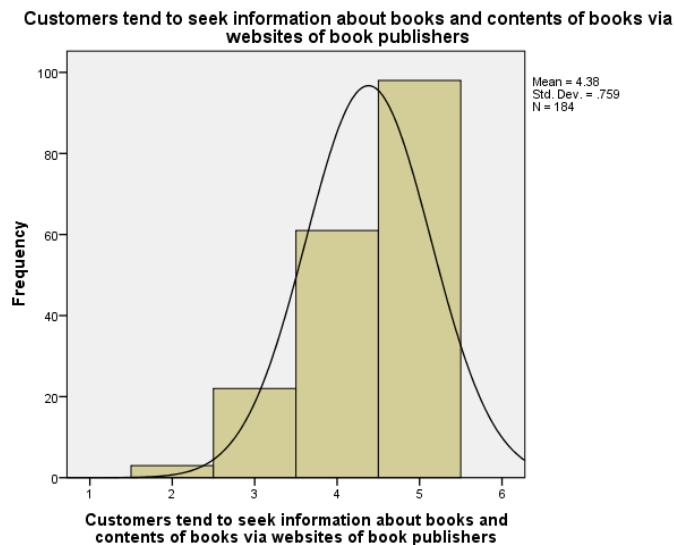 Customers tend to seek information about books and contents of books via
websites of book publishers
Mean = 4.38
Std. Dev. = .759
N = 184
Frequency
100
80
60
40
20
0
1 2 3 4 5 6
Customers tend to seek information about books and
contents of books via websites of book publishers